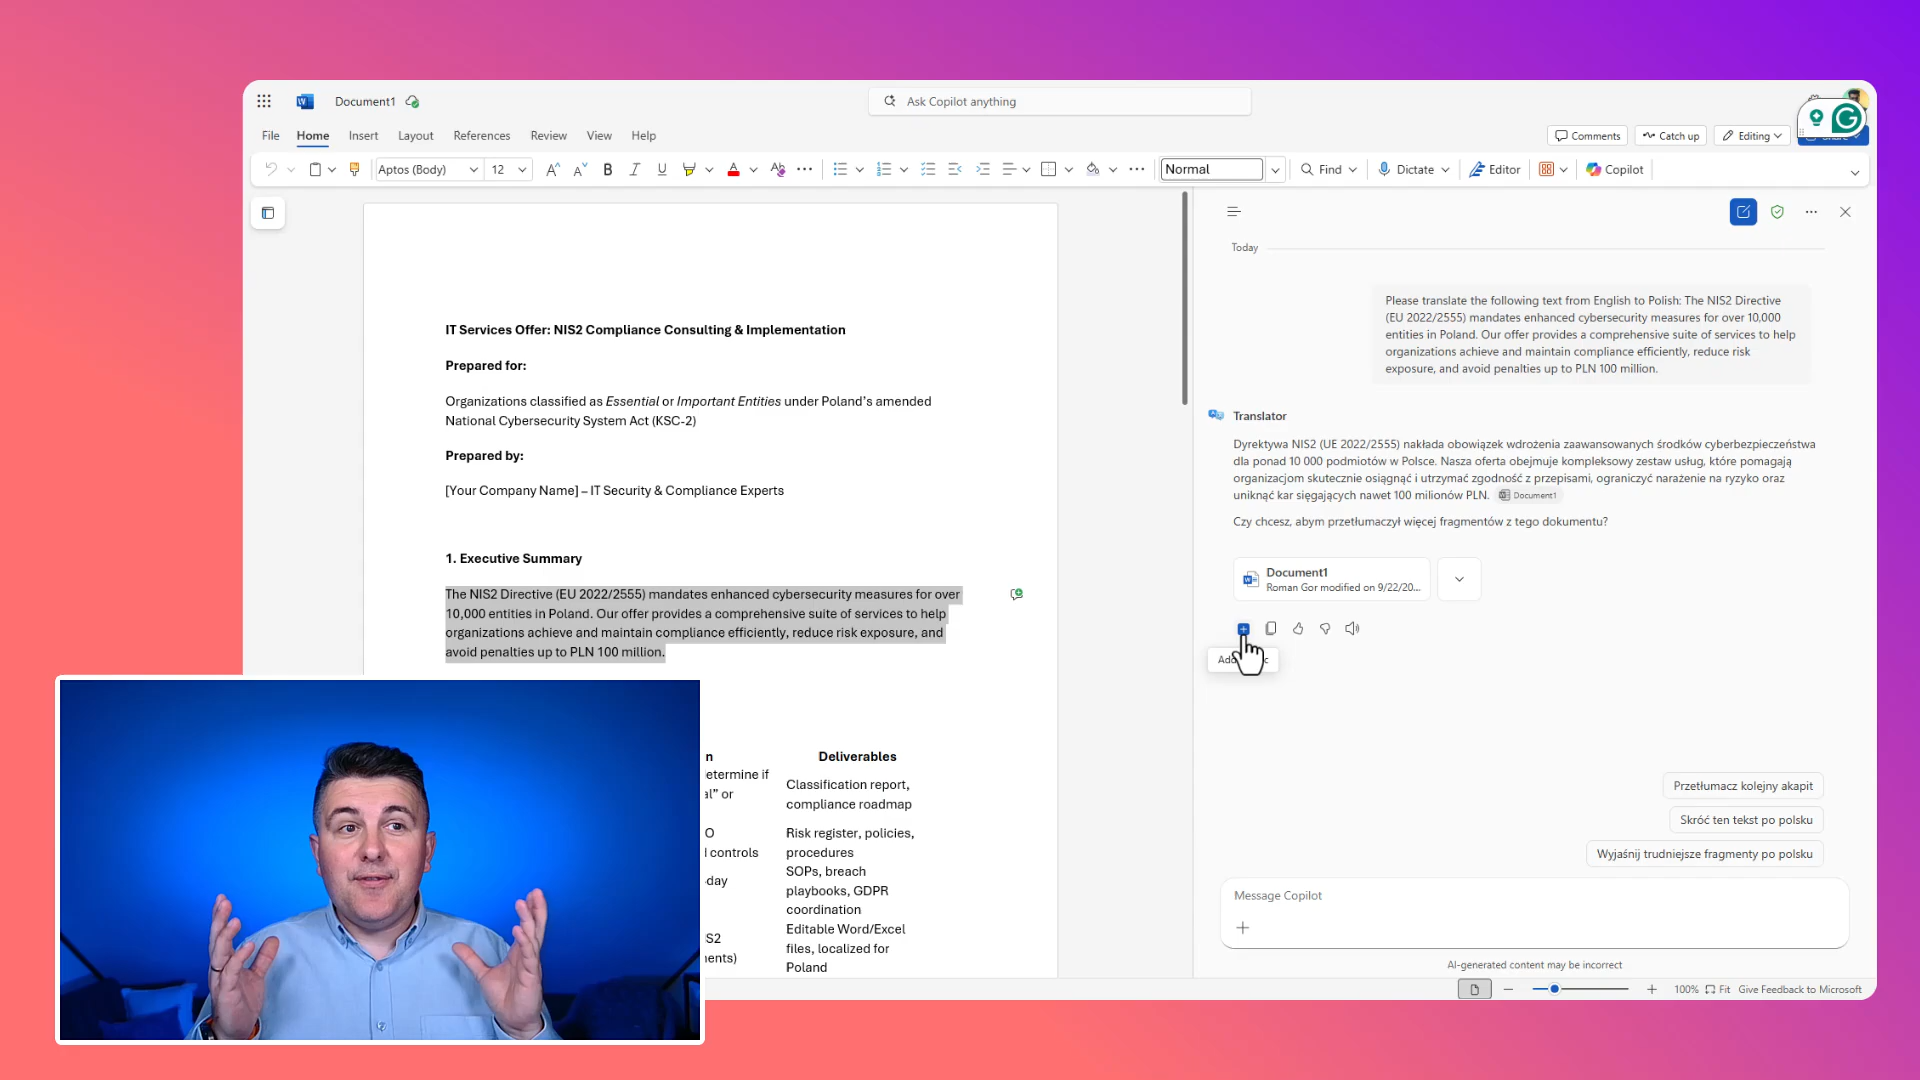 Document1
Ask Copilot anything
File Home Insert Layout References Review View Help
Comments Catch up Editing
Aptos (Body) 12 Normal Find Dictate Editor Copilot
IT Services Offer: NIS2 Compliance Consulting & Implementation
Prepared for:
Organizations classified as Essential or Important Entities under Poland's amended
National Cybersecurity System Act (KSC-2)
Prepared by:
[Your Company Name] – IT Security & Compliance Experts
1. Executive Summary
The NIS2 Directive (EU 2022/2555) mandates enhanced cybersecurity measures for over
10,000 entities in Poland. Our offer provides a comprehensive suite of services to help
organizations achieve and maintain compliance efficiently, reduce risk exposure, and
avoid penalties up to PLN 100 million.
Deliverables
etermine if
al” or
Classification report,
compliance roadmap
O
controls
Risk register, policies,
procedures
-day
SOPs, breach
playbooks, GDPR
coordination
Editable Word/Excel
files, localized for
Poland
Today
Please translate the following text from English to Polish: The NIS2 Directive
(EU 2022/2555) mandates enhanced cybersecurity measures for over 10,000
entities in Poland. Our offer provides a comprehensive suite of services to help
organizations achieve and maintain compliance efficiently, reduce risk
exposure, and avoid penalties up to PLN 100 million.
Translator
Dyrektywa NIS2 (UE 2022/2555) nakłada obowiązek wdrożenia zaawansowanych środków cyberbezpieczeństwa
dla ponad 10 000 podmiotów w Polsce. Nasza oferta obejmuje kompleksowy zestaw usług, które pomagają
organizacjom skutecznie osiągnąć i utrzymać zgodność z przepisami, ograniczyć narażenie na ryzyko oraz
uniknąć kar sięgających nawet 100 milionów PLN. Document1
Czy chcesz, abym przetłumaczył więcej fragmentów z tego dokumentu?
Document1
Roman Gor modified on 9/22/20...
Przetłumacz kolejny akapit
Skróć ten tekst po polsku
Wyjaśnij trudniejsze fragmenty po polsku
Message Copilot
AI-generated content may be incorrect
100% Fit Give Feedback to Microsoft